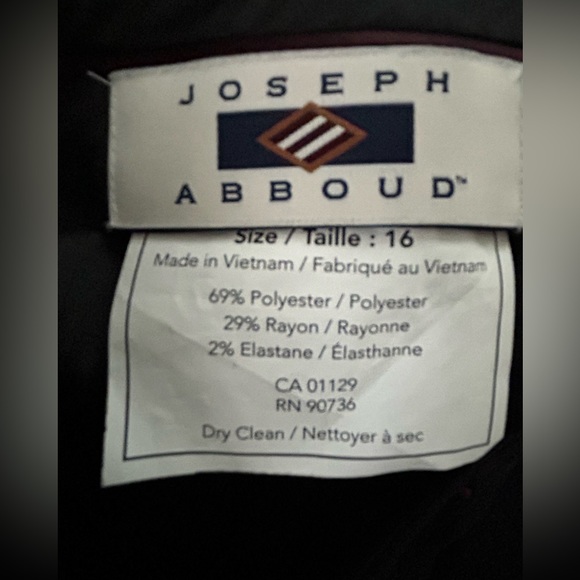 JOSEPH
ABBOUD™
Size / Taille : 16
Made in Vietnam / Fabriqué au Vietnam
69% Polyester / Polyester
29% Rayon / Rayonne
2% Elastane / Élasthanne
CA 01129
RN 90736
Dry Clean / Nettoyer à sec